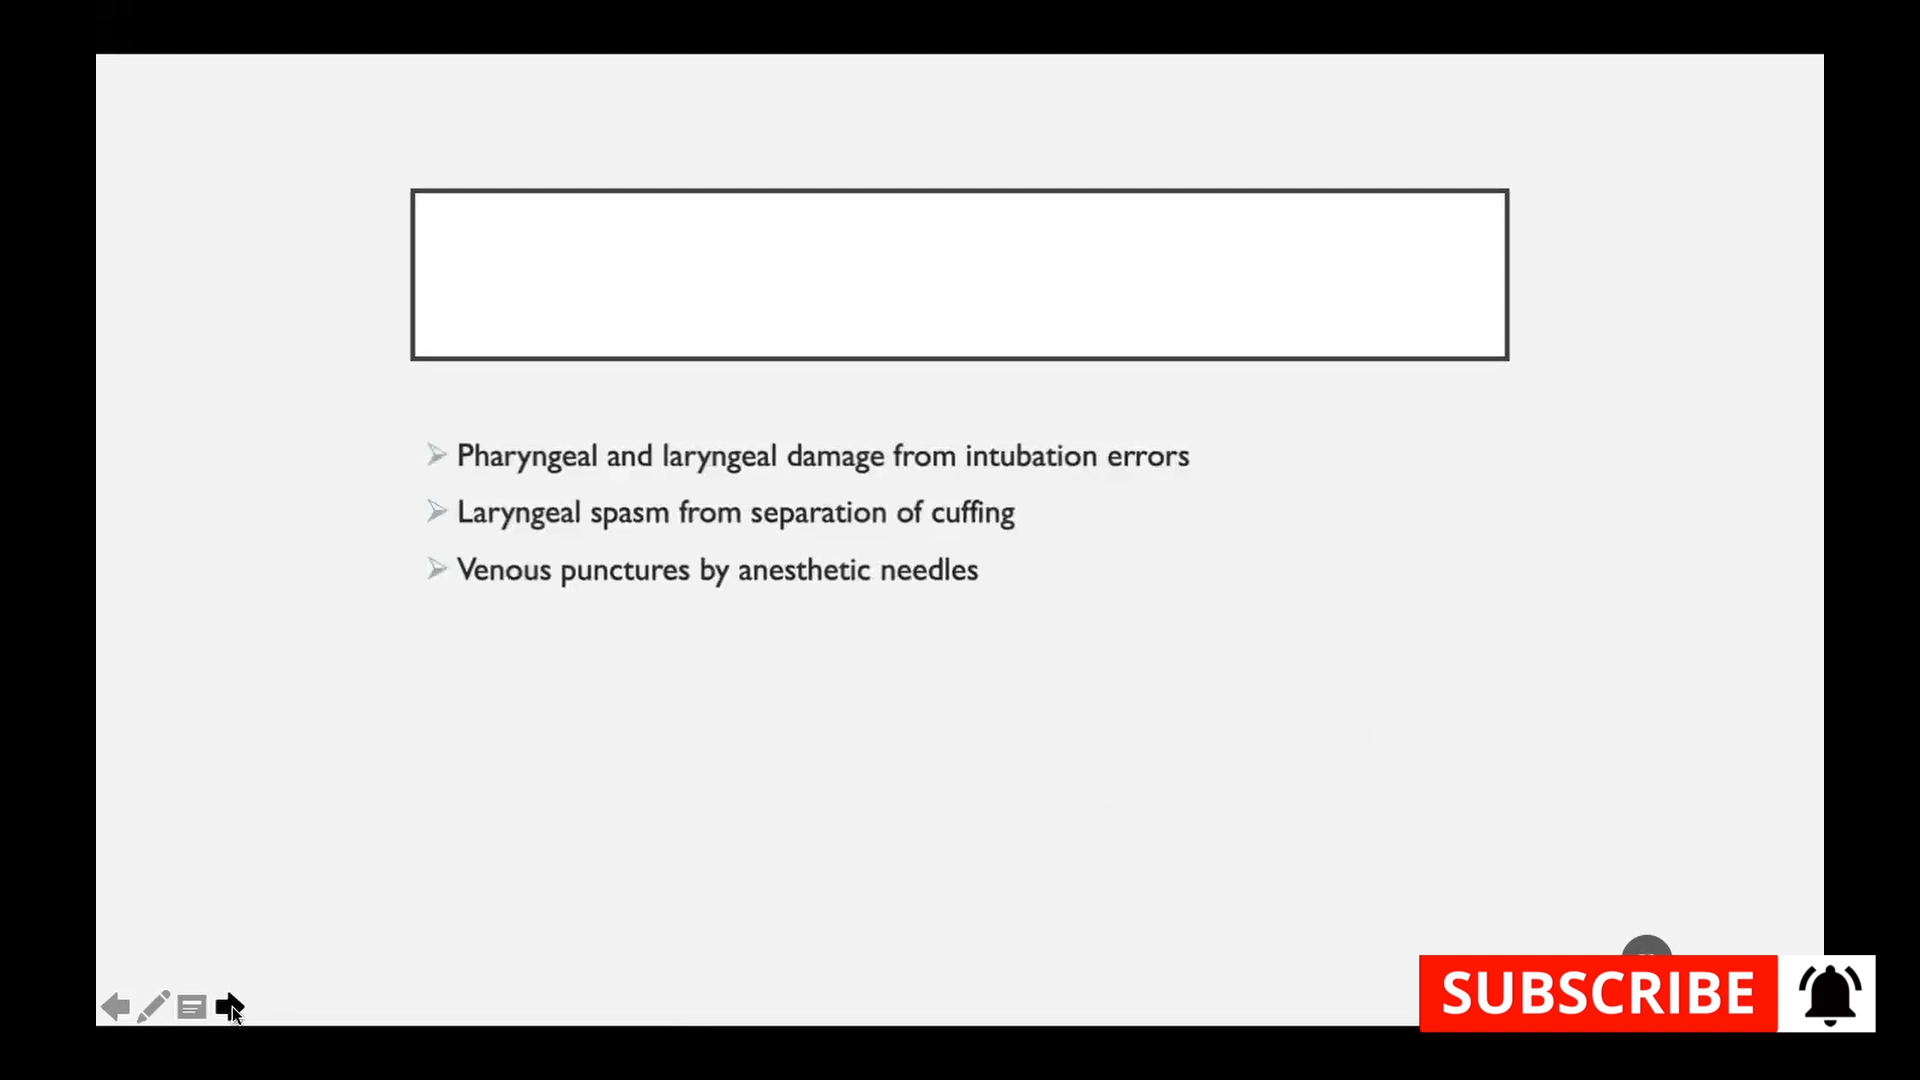 Pharyngeal and laryngeal damage from intubation errors
Laryngeal spasm from separation of cuffing
Venous punctures by anesthetic needles
SUBSCRIBE